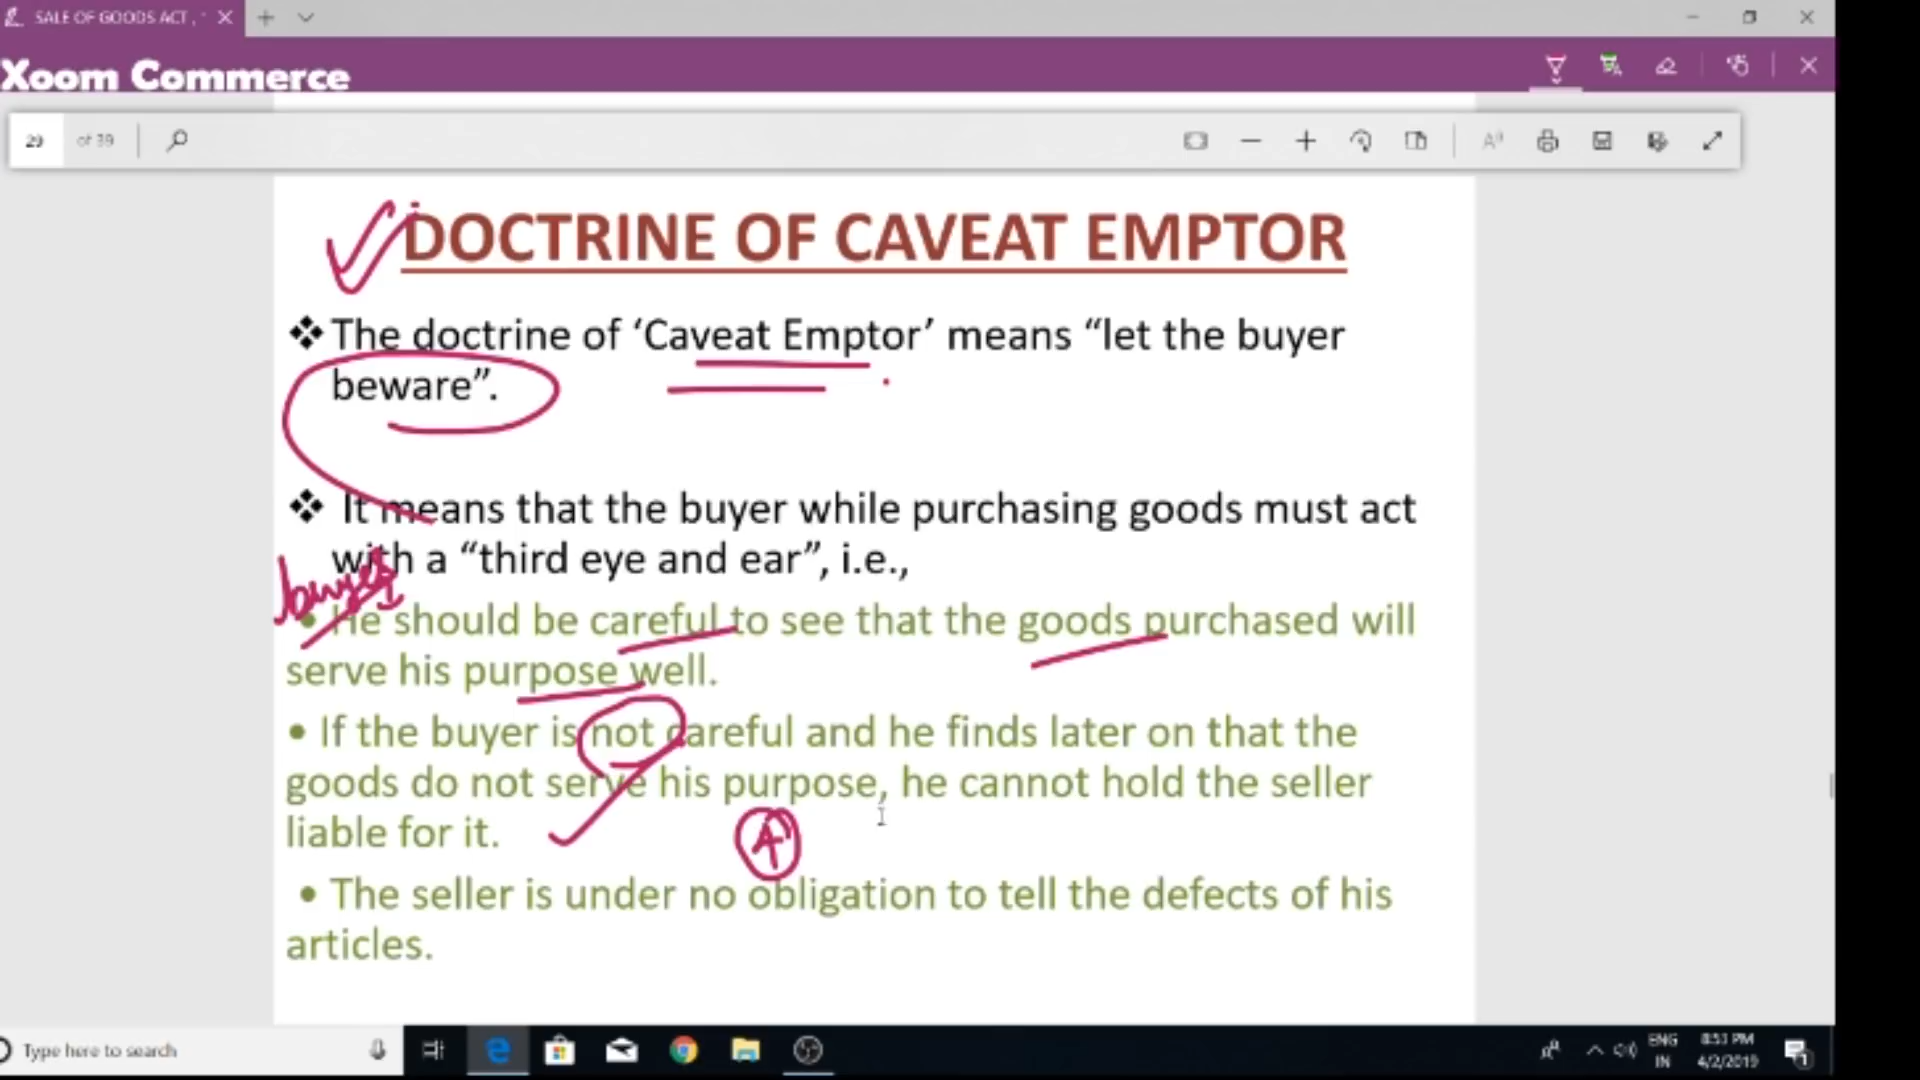 SALE OF GOODS ACT ,
Xoom Commerce
29 of 39
DOCTRINE OF CAVEAT EMPTOR
❖ The doctrine of ‘Caveat Emptor’ means “let the buyer
beware”.
❖ It means that the buyer while purchasing goods must act
with a “third eye and ear”, i.e.,
buyer
• He should be careful to see that the goods purchased will
serve his purpose well.
• If the buyer is not careful and he finds later on that the
goods do not serve his purpose, he cannot hold the seller
liable for it.
A
• The seller is under no obligation to tell the defects of his
articles.
Type here to search
ENG 8:53 PM
IN 4/2/2019